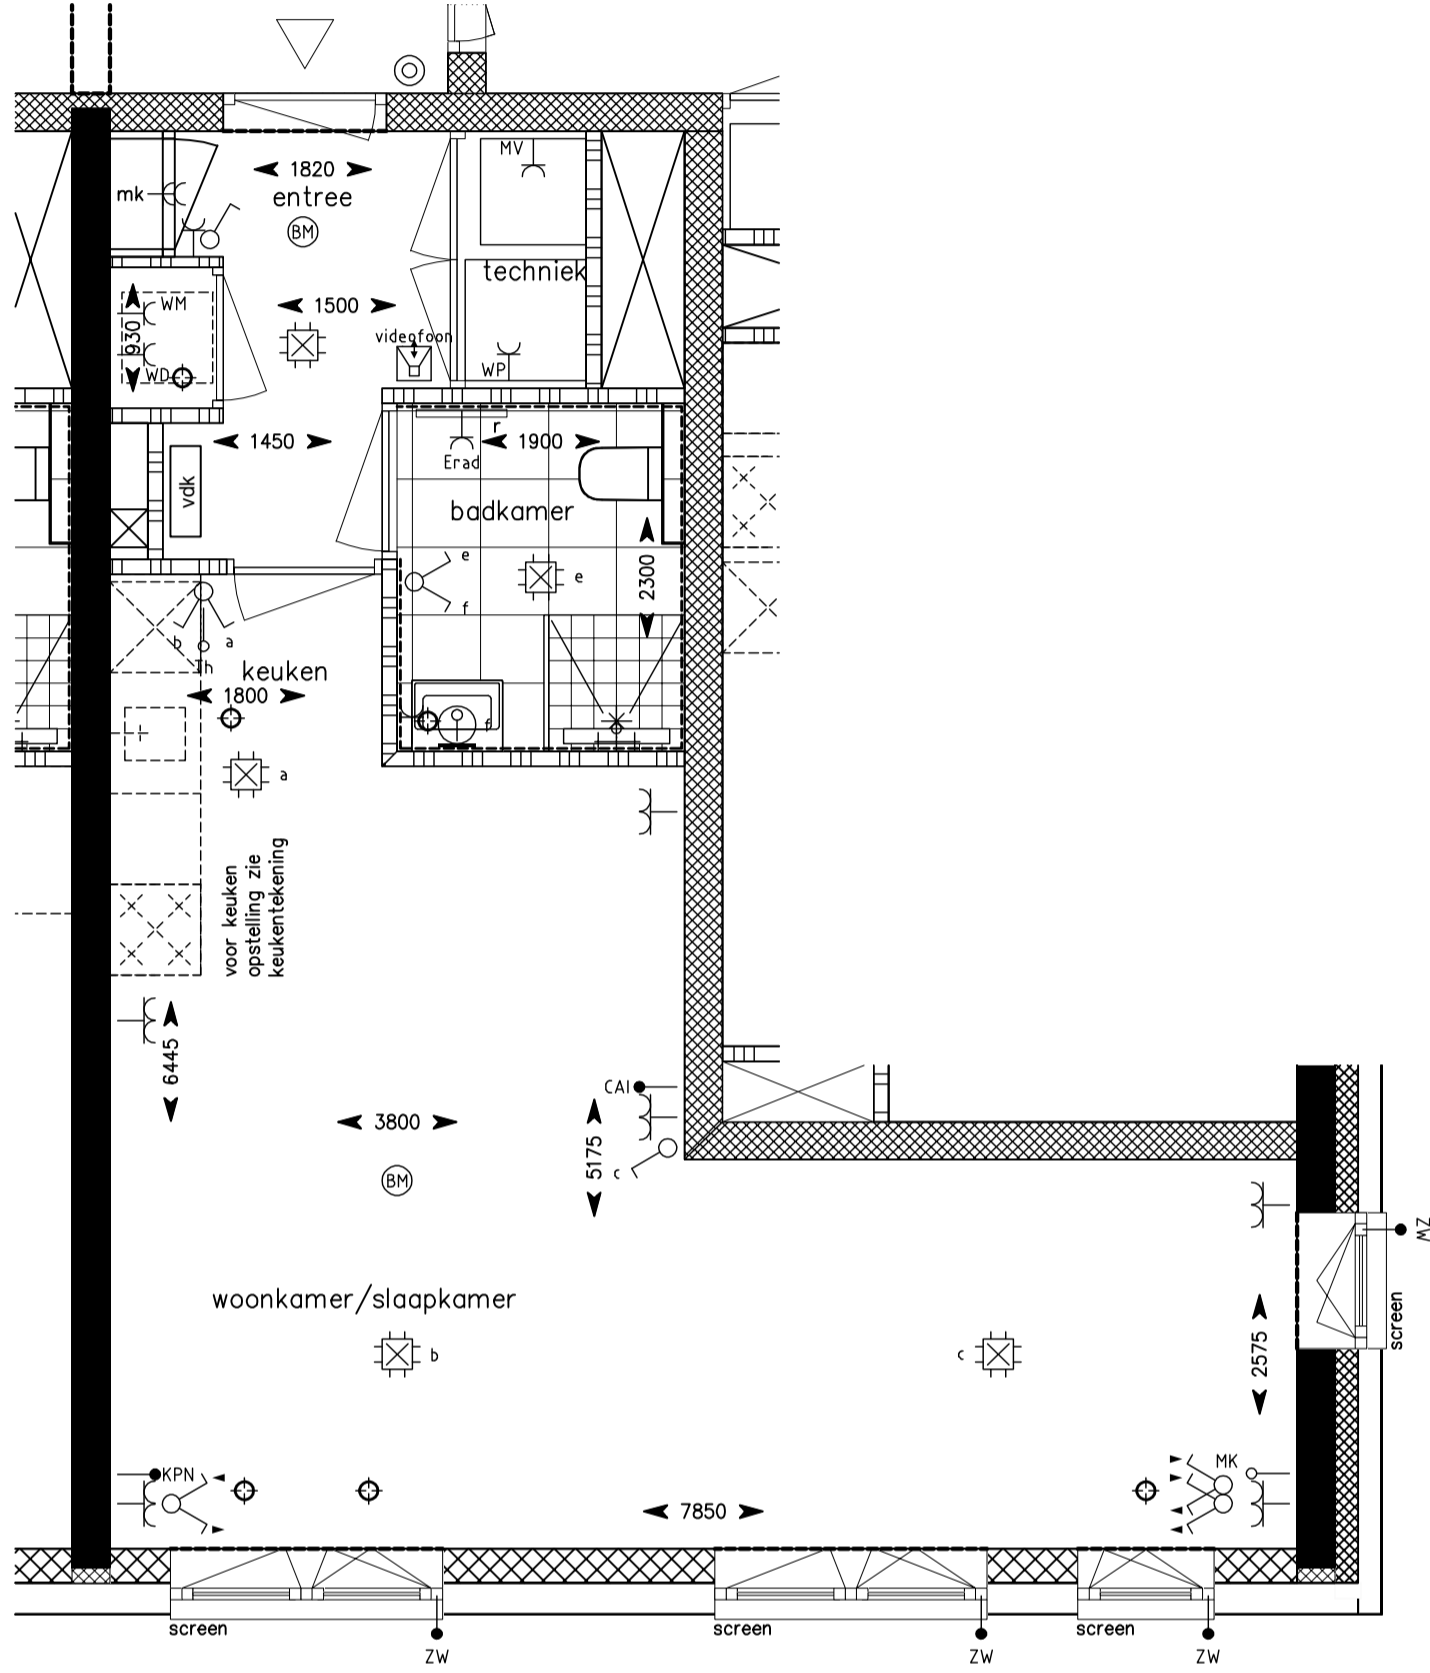 MV
1820
mk
entree
BM
techniek
WM
1500
930
videofoon
WD
WP
r
1450
1900
Erad
vdk
badkamer
e
e
2300
f
b
a
Th
keuken
1800
f
a
voor keuken
opstelling zie
keukentekening
6445
CAI
3800
5175
c
BM
ZW
woonkamer/slaapkamer
screen
b
c
2575
KPN
MK
7850
screen
screen
screen
ZW
ZW
ZW